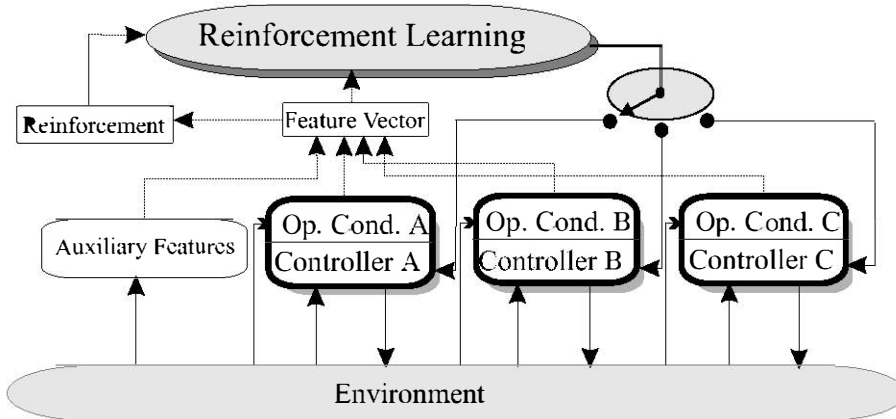 Reinforcement Learning
Reinforcement
Feature Vector
Auxiliary Features
Op. Cond. A
Controller A
Op. Cond. B
Controller B
Op. Cond. C
Controller C
Environment